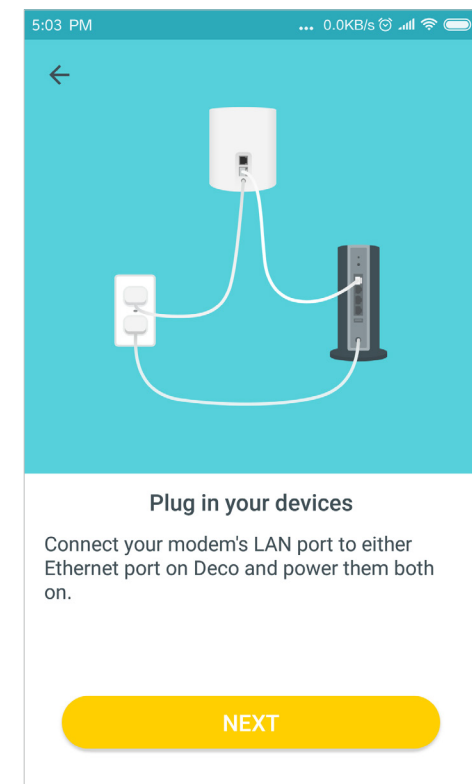 5:03 PM ... 0.0KB/s
Plug in your devices
Connect your modem's LAN port to either
Ethernet port on Deco and power them both
on.
NEXT